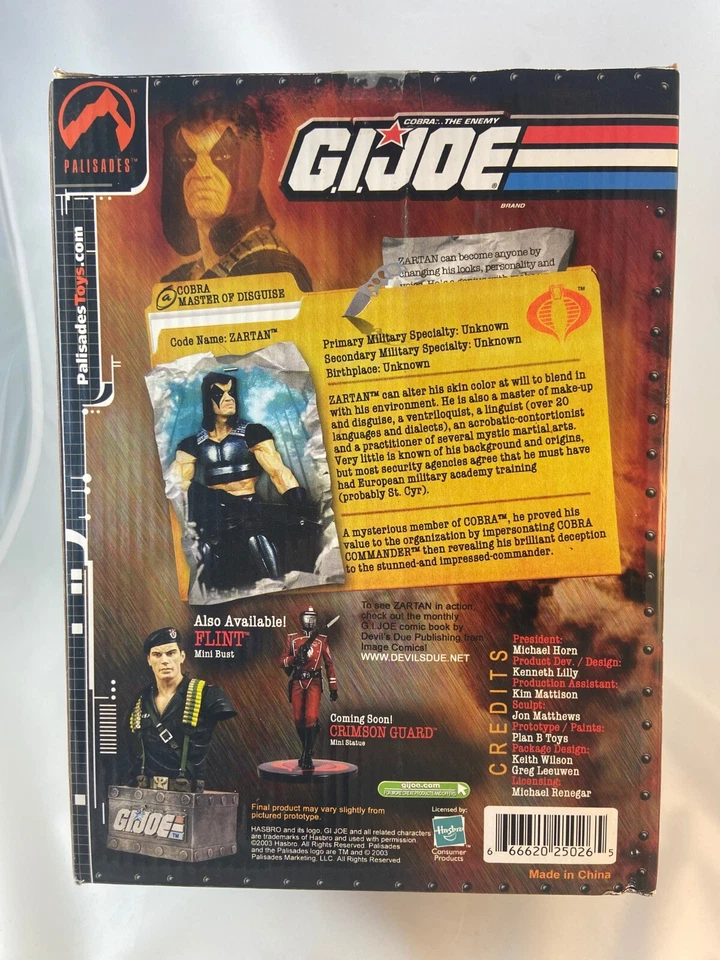 PALISADES™
PalisadesToys.com
COBRA...THE ENEMY
G.I.JOE®
BRAND
ZARTAN can become anyone by
changing his looks, personality and
@ COBRA
MASTER OF DISGUISE
™
Code Name: ZARTAN™
Primary Military Specialty: Unknown
Secondary Military Specialty: Unknown
Birthplace: Unknown
ZARTAN™ can alter his skin color at will to blend in
with his environment. He is also a master of make-up
and disguise, a ventriloquist, a linguist (over 20
languages and dialects), an acrobatic-contortionist
and a practitioner of several mystic martial arts.
Very little is known of his background and origins,
but most security agencies agree that he must have
had European military academy training
(probably St. Cyr).
A mysterious member of COBRA™, he proved his
value to the organization by impersonating COBRA
COMMANDER™ then revealing his brilliant deception
to the stunned-and impressed-commander.
Also Available!
FLINT™
Mini Bust
To see ZARTAN in action,
check out the monthly
G.I.JOE comic book by
Devil's Due Publishing from
Image Comics!
WWW.DEVILSDUE.NET
Coming Soon!
CRIMSON GUARD™
Mini Statue
CREDITS
President:
Michael Horn
Product Dev. / Design:
Kenneth Lilly
Production Assistant:
Kim Mattison
Sculpt:
Jon Matthews
Prototype / Paints:
Plan B Toys
Package Design:
Keith Wilson
Greg Leeuwen
Licensing:
Michael Renegar
GI JOE
TM
gijoe.com
FOR MORE GREAT PRODUCTS AND OFFERS
Final product may vary slightly from
pictured prototype.
HASBRO and its logo, GI JOE and all related characters
are trademarks of Hasbro and used with permission.
©2003 Hasbro. All Rights Reserved. Palisades
and the Palisades logo are TM and © 2003
Palisades Marketing, LLC. All Rights Reserved
Licensed by:
Hasbro
Consumer
Products
6 66620 25026 5
Made in China